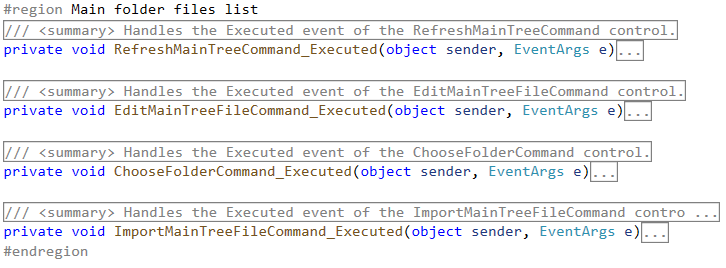 #region Main folder files list
/// <summary> Handles the Executed event of the RefreshMainTreeCommand control.
private void RefreshMainTreeCommand_Executed(object sender, EventArgs e)...
/// <summary> Handles the Executed event of the EditMainTreeFileCommand control.
private void EditMainTreeFileCommand_Executed(object sender, EventArgs e)...
/// <summary> Handles the Executed event of the ChooseFolderCommand control.
private void ChooseFolderCommand_Executed(object sender, EventArgs e)...
/// <summary> Handles the Executed event of the ImportMainTreeFileCommand contro ...
private void ImportMainTreeFileCommand_Executed(object sender, EventArgs e)...
#endregion